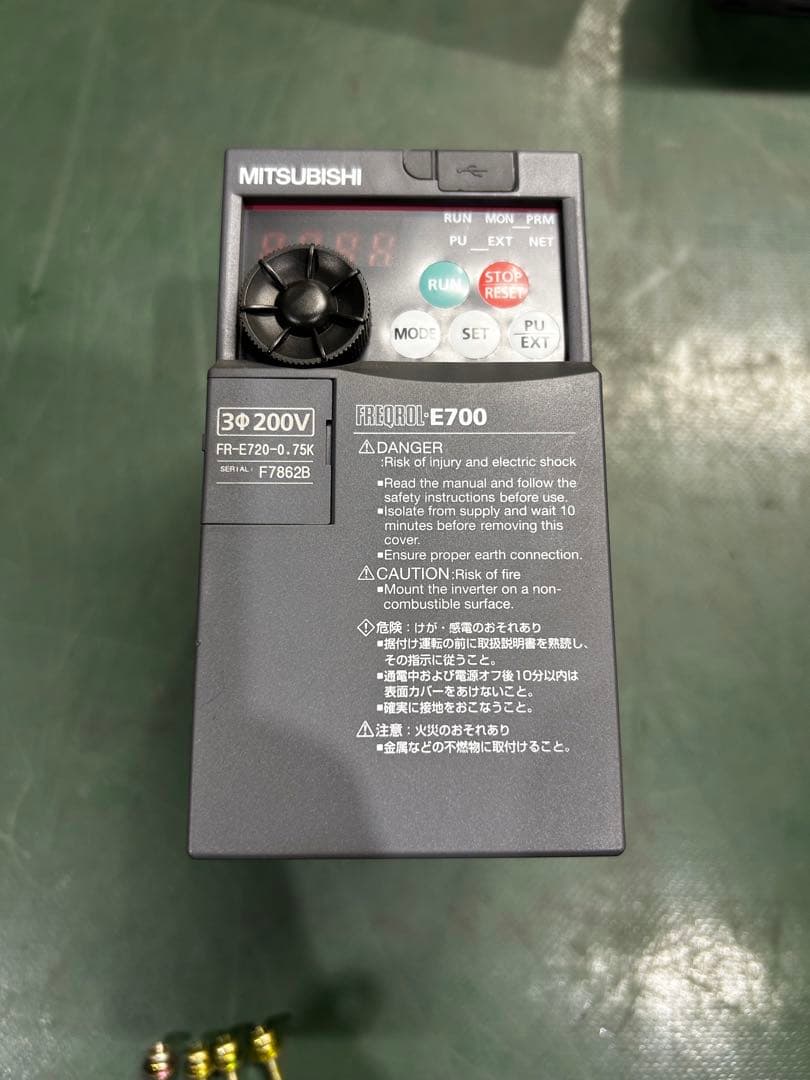 MITSUBISHI
RUN MON PRM
PU EXT NET
RUN
STOP
RESET
MODE
SET
PU
EXT
3Φ200V
FR-E720-0.75K
SERIAL: F7862B
FREQROL-E700
⚠DANGER
:Risk of injury and electric shock
■Read the manual and follow the
safety instructions before use.
■Isolate from supply and wait 10
minutes before removing this
cover.
■Ensure proper earth connection.
⚠CAUTION:Risk of fire
■Mount the inverter on a non-
combustible surface.
危険：けが・感電のおそれあり
■据付け運転の前に取扱説明書を熟読し、
その指示に従うこと。
■通電中および電源オフ後10分以内は
表面カバーをあけないこと。
■確実に接地をおこなうこと。
⚠注意：火災のおそれあり
■金属などの不燃物に取付けること。